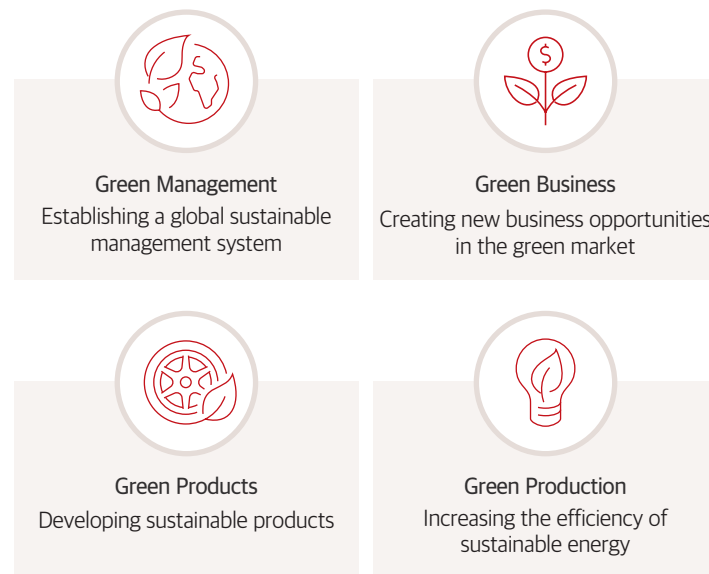 $
Green Management
Establishing a global sustainable
management system
$
Green Business
Creating new business opportunities
in the green market
Green Products
Developing sustainable products
Green Production
Increasing the efficiency of
sustainable energy